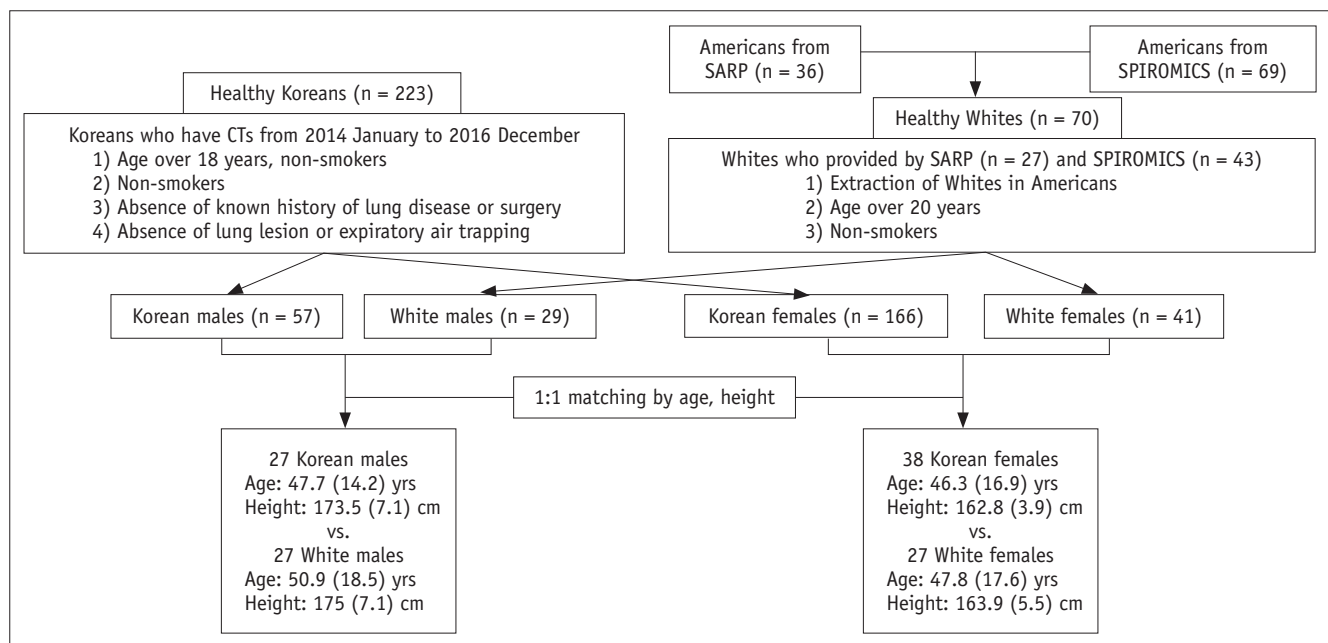 Americans from
SARP (n = 36)
Americans from
SPIROMICS (n = 69)
Healthy Koreans (n = 223)
Healthy Whites (n = 70)
Koreans who have CTs from 2014 January to 2016 December
1) Age over 18 years, non-smokers
2) Non-smokers
3) Absence of known history of lung disease or surgery
4) Absence of lung lesion or expiratory air trapping
Whites who provided by SARP (n = 27) and SPIROMICS (n = 43)
1) Extraction of Whites in Americans
2) Age over 20 years
3) Non-smokers
Korean males (n = 57)
White males (n = 29)
Korean females (n = 166)
White females (n = 41)
1:1 matching by age, height
27 Korean males
Age: 47.7 (14.2) yrs
Height: 173.5 (7.1) cm
vs.
27 White males
Age: 50.9 (18.5) yrs
Height: 175 (7.1) cm
38 Korean females
Age: 46.3 (16.9) yrs
Height: 162.8 (3.9) cm
vs.
27 White females
Age: 47.8 (17.6) yrs
Height: 163.9 (5.5) cm